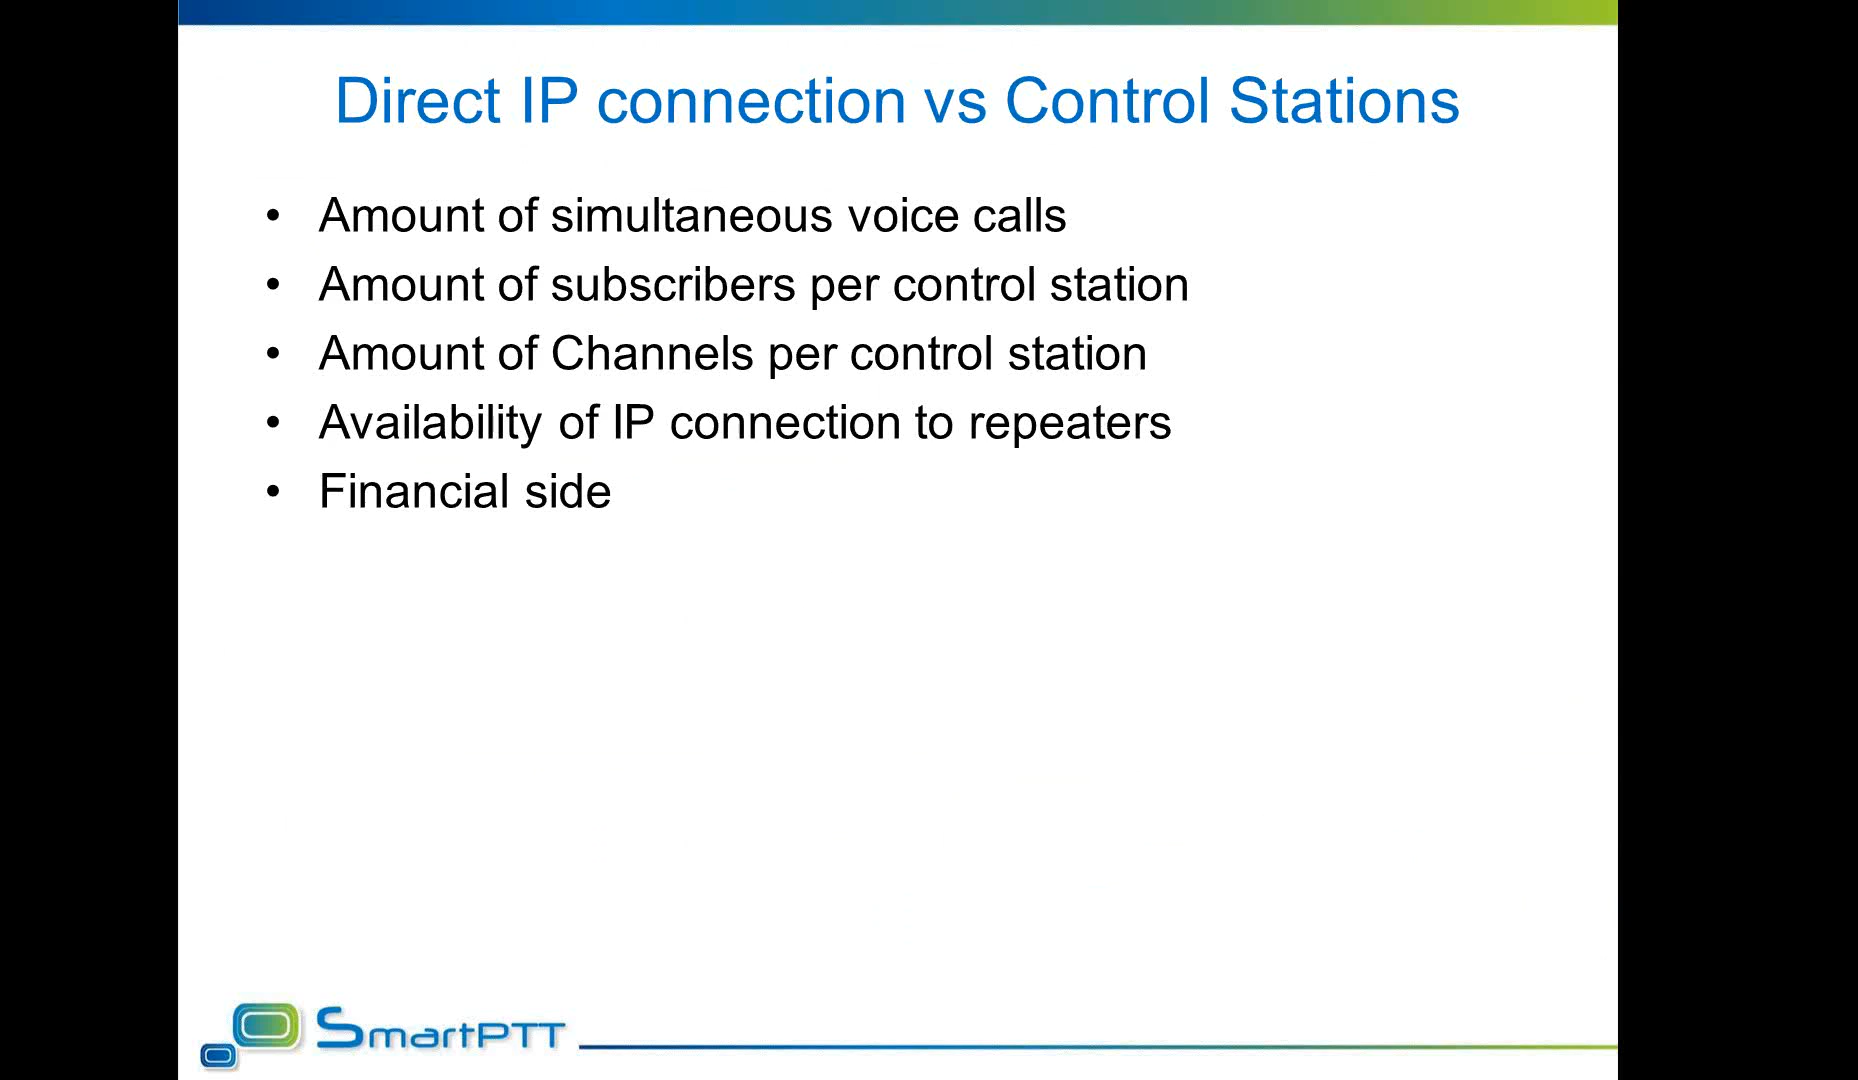 Direct IP connection vs Control Stations
• Amount of simultaneous voice calls
• Amount of subscribers per control station
• Amount of Channels per control station
• Availability of IP connection to repeaters
• Financial side
SmartPTT